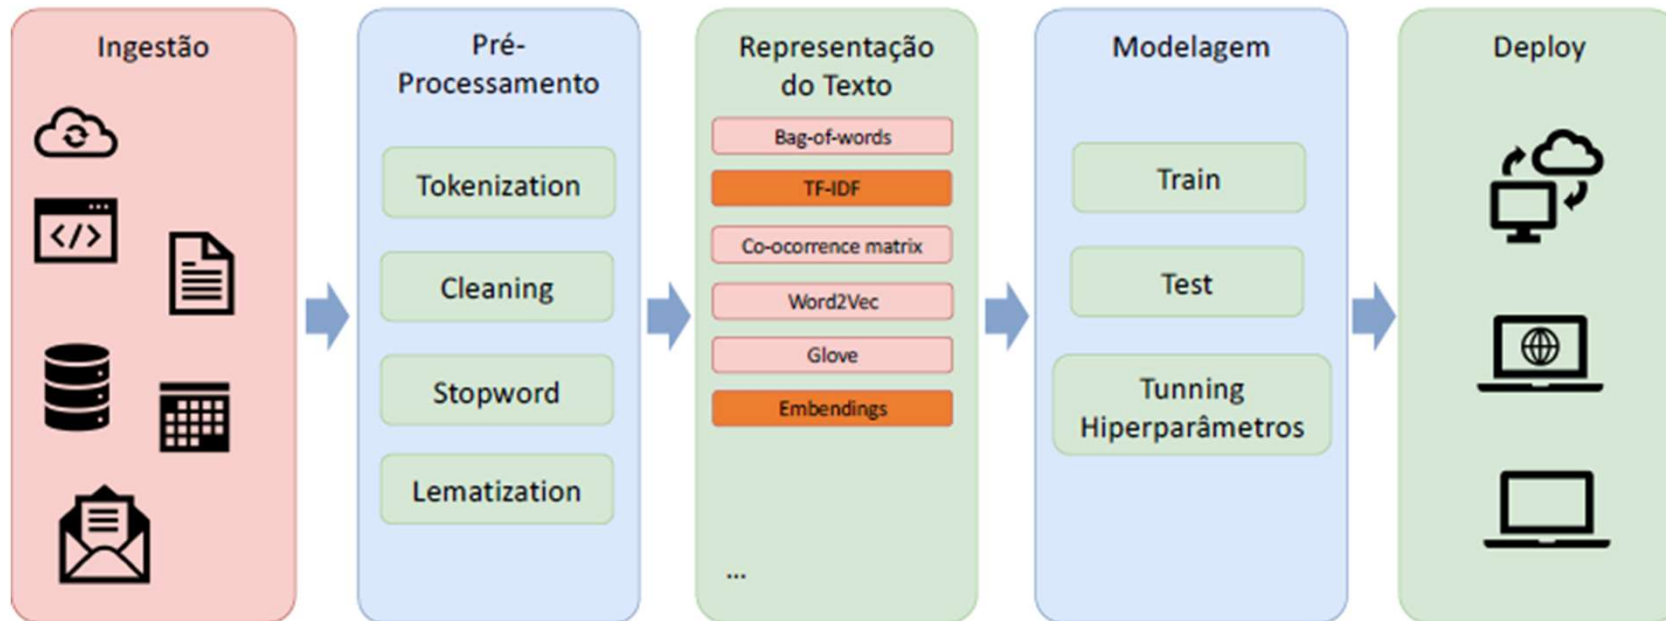 Ingestão
</>
Pré-
Processamento
Tokenization
Cleaning
Stopword
Lematization
Representação
do Texto
Bag-of-words
TF-IDF
Co-ocorrence matrix
Word2Vec
Glove
Embendings
...
Modelagem
Train
Test
Tunning
Hiperparâmetros
Deploy